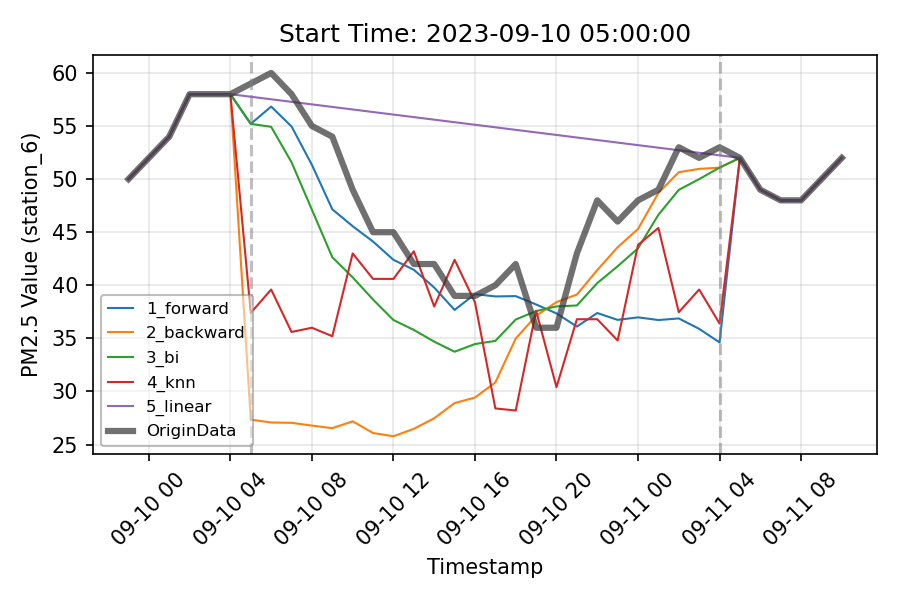 Start Time: 2023-09-10 05:00:00
PM2.5 Value (station_6)
60
55
50
45
40
35
30
25
1_forward
2_backward
3_bi
4_knn
5_linear
OriginData
09-10 00
09-10 04
09-10 08
09-10 12
09-10 16
09-10 20
09-11 00
09-11 04
09-11 08
Timestamp